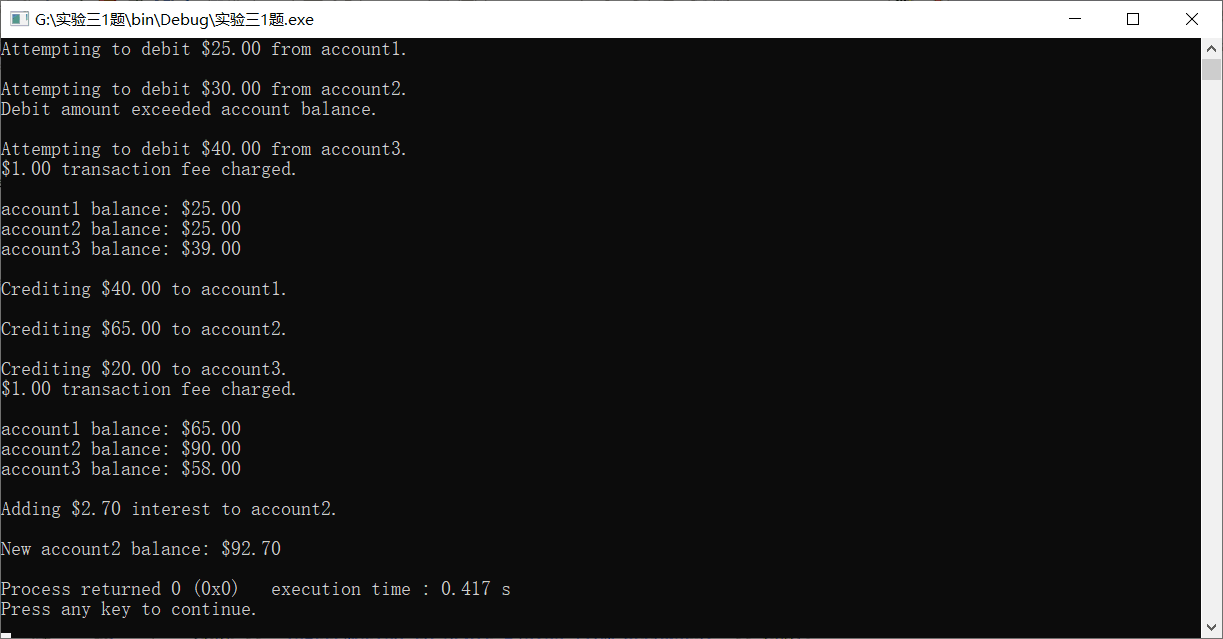 G:\实验三1题\bin\Debug\实验三1题.exe
Attempting to debit $25.00 from account1.
Attempting to debit $30.00 from account2.
Debit amount exceeded account balance.
Attempting to debit $40.00 from account3.
$1.00 transaction fee charged.
account1 balance: $25.00
account2 balance: $25.00
account3 balance: $39.00
Crediting $40.00 to account1.
Crediting $65.00 to account2.
Crediting $20.00 to account3.
$1.00 transaction fee charged.
account1 balance: $65.00
account2 balance: $90.00
account3 balance: $58.00
Adding $2.70 interest to account2.
New account2 balance: $92.70
Process returned 0 (0x0)   execution time : 0.417 s
Press any key to continue.